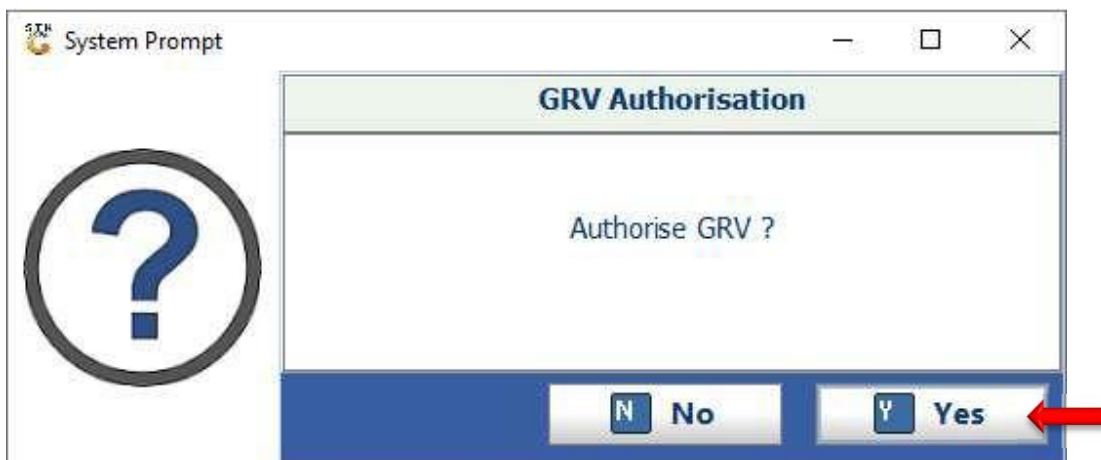 System Prompt
GRV Authorisation
?
Authorise GRV ?
N No
Y Yes